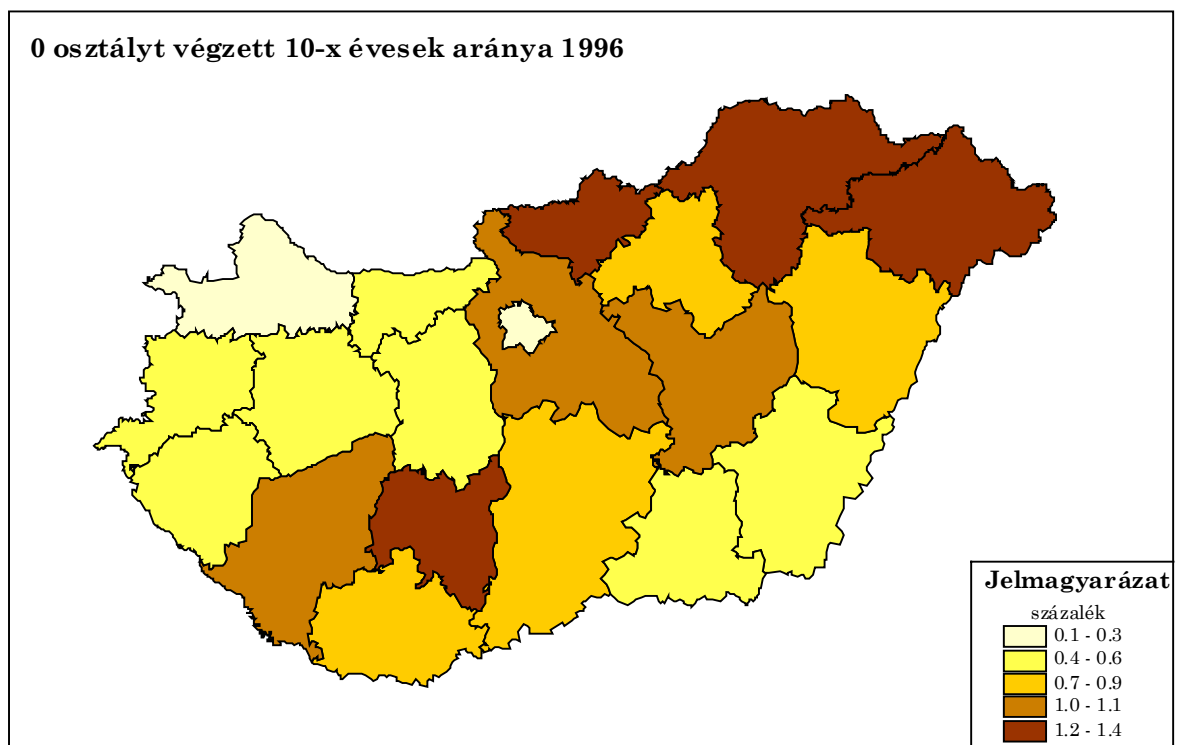 0 osztályt végzett 10-x évesek aránya 1996
Jelmagyarázat
százalék
0.1 - 0.3
0.4 - 0.6
0.7 - 0.9
1.0 - 1.1
1.2 - 1.4